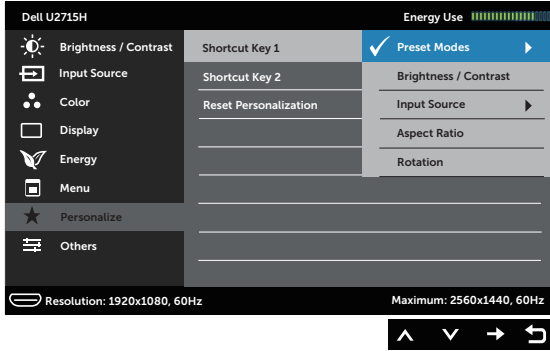 Dell U2715H
Energy Use
Brightness / Contrast
Input Source
Color
Display
Energy
Menu
Personalize
Others
Shortcut Key 1
Shortcut Key 2
Reset Personalization
Preset Modes
Brightness / Contrast
Input Source
Aspect Ratio
Rotation
Resolution: 1920x1080, 60Hz
Maximum: 2560x1440, 60Hz